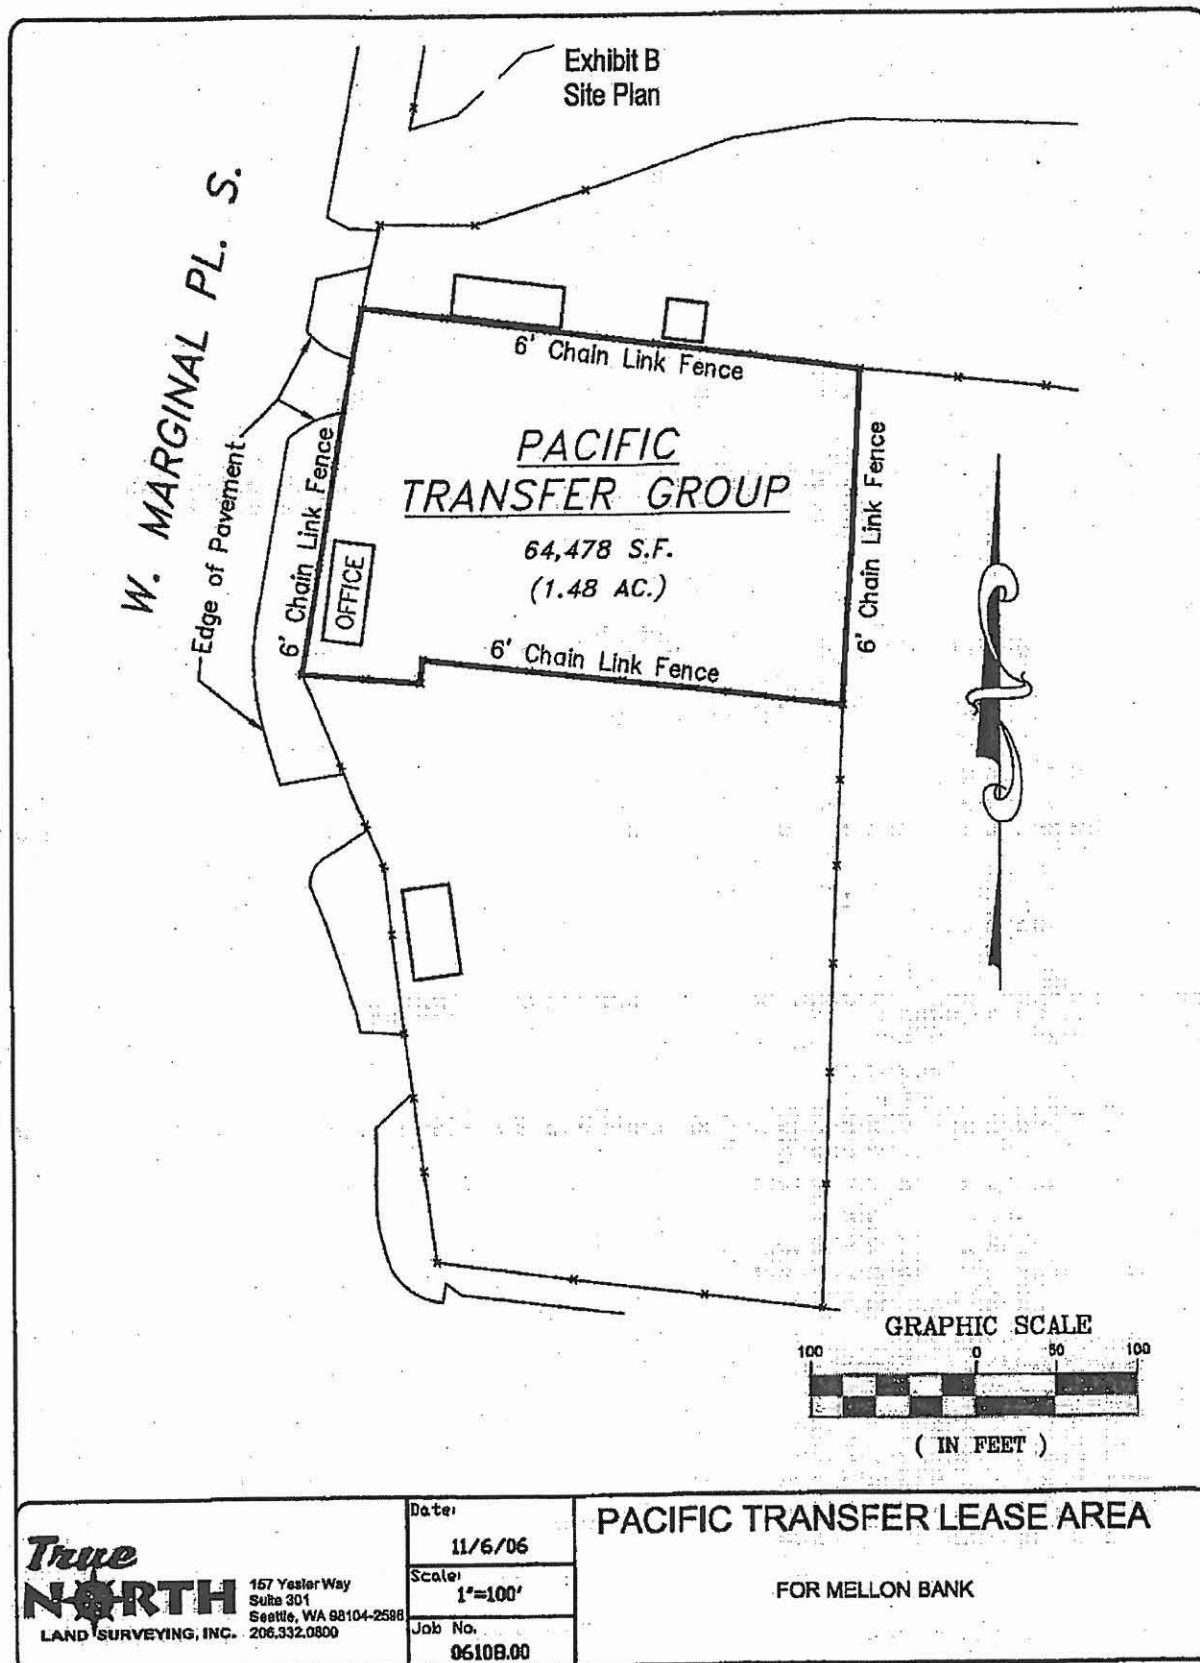 Exhibit B
Site Plan
W. MARGINAL PL. S.
6' Chain Link Fence
Edge of Pavement
6' Chain Link Fence
PACIFIC
TRANSFER GROUP
64,478 S.F.
(1.48 AC.)
6' Chain Link Fence
OFFICE
6' Chain Link Fence
GRAPHIC SCALE
100 0 50 100
( IN FEET )
True
NORTH
LAND SURVEYING, INC.
157 Yesler Way
Suite 301
Seattle, WA 98104-2598
206.332.0800
Date:
11/6/06
Scale:
1"=100'
Job No.
0610B.00
PACIFIC TRANSFER LEASE AREA
FOR MELLON BANK